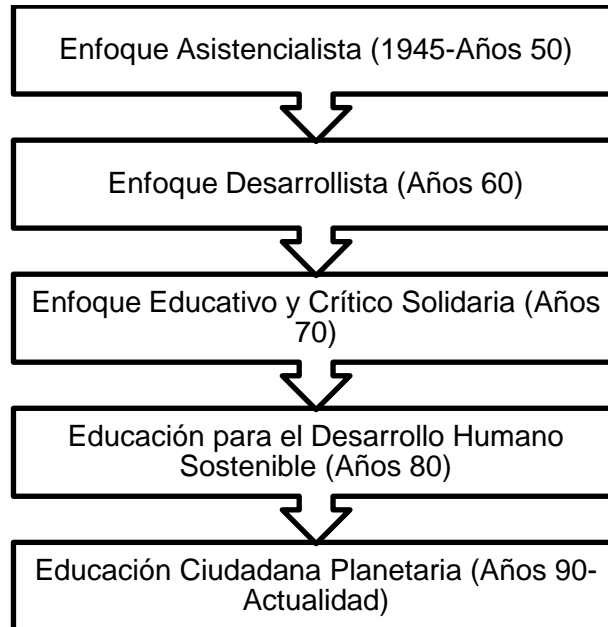 Enfoque Asistencialista (1945-Años 50)
Enfoque Desarrollista (Años 60)
Enfoque Educativo y Crítico Solidaria (Años
70)
Educación para el Desarrollo Humano
Sostenible (Años 80)
Educación Ciudadana Planetaria (Años 90-
Actualidad)